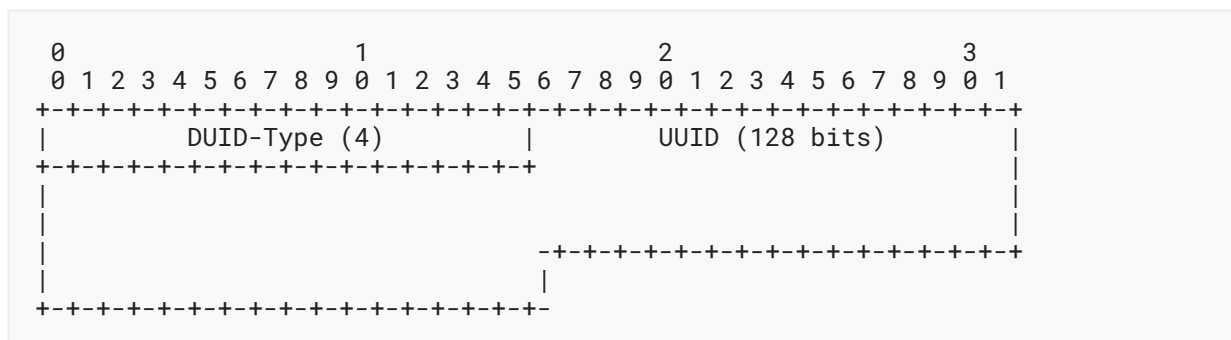 0                   1                   2                   3
 0 1 2 3 4 5 6 7 8 9 0 1 2 3 4 5 6 7 8 9 0 1 2 3 4 5 6 7 8 9 0 1
+-+-+-+-+-+-+-+-+-+-+-+-+-+-+-+-+-+-+-+-+-+-+-+-+-+-+-+-+-+-+-+-+
|         DUID-Type (4)         |        UUID (128 bits)        |
+-+-+-+-+-+-+-+-+-+-+-+-+-+-+-+-+                               |
|                                                               |
|                                                               |
|                                -+-+-+-+-+-+-+-+-+-+-+-+-+-+-+-+
|                                |
+-+-+-+-+-+-+-+-+-+-+-+-+-+-+-+-+-